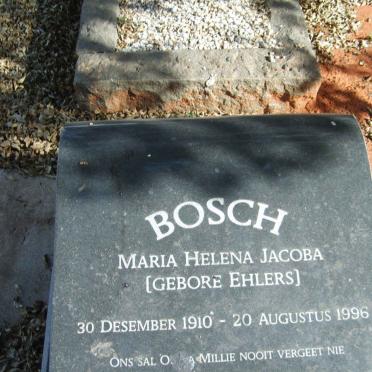 BOSCH
MARIA HELENA JACOBA
[GEBORE EHLERS]
30 DESEMBER 1910 - 20 AUGUSTUS 1996
ONS SAL MILLIE NOOIT VERGEET NIE